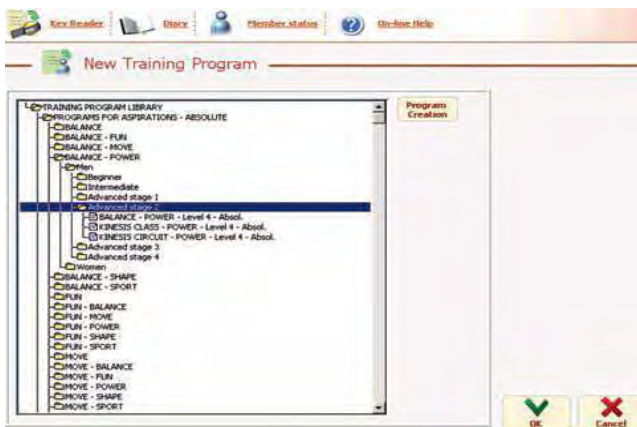 Key Reader Diary Member status On-line Help
New Training Program
TRAINING PROGRAM LIBRARY
PROGRAMS FOR ASPIRATIONS - ABSOLUTE
BALANCE
BALANCE - FUN
BALANCE - MOVE
BALANCE - POWER
Men
Beginner
Intermediate
Advanced stage 1
Advanced stage 2
BALANCE - POWER - Level 4 - Absol.
KINESIS CLASS - POWER - Level 4 - Absol.
KINESIS CIRCUIT - POWER - Level 4 - Absol.
Advanced stage 3
Advanced stage 4
Women
BALANCE - SHAPE
BALANCE - SPORT
FUN
FUN - BALANCE
FUN - MOVE
FUN - POWER
FUN - SHAPE
FUN - SPORT
MOVE
MOVE - BALANCE
MOVE - FUN
MOVE - POWER
MOVE - SHAPE
MOVE - SPORT
Program
Creation
OK Cancel